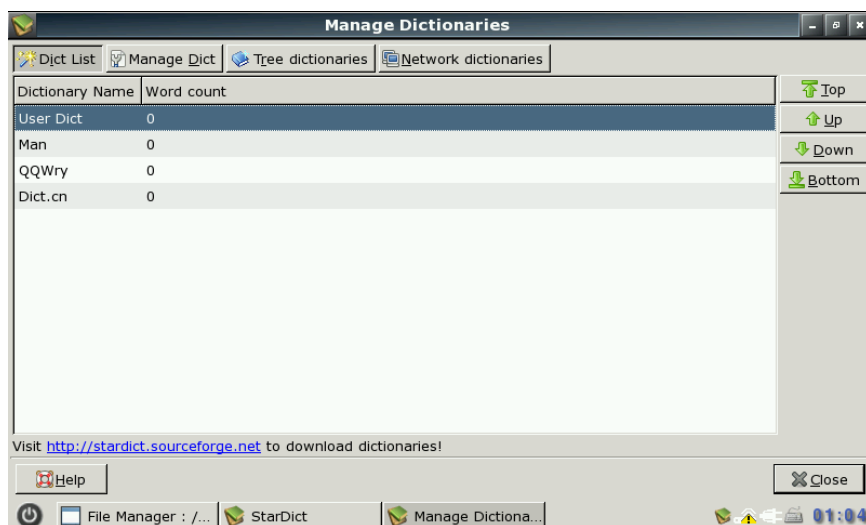 Manage Dictionaries
Dict List Manage Dict Tree dictionaries Network dictionaries
Dictionary Name Word count
User Dict 0
Man 0
QQWry 0
Dict.cn 0
Top
Up
Down
Bottom
Visit http://stardict.sourceforge.net to download dictionaries!
Help Close
File Manager : /... StarDict Manage Dictiona... 01:04